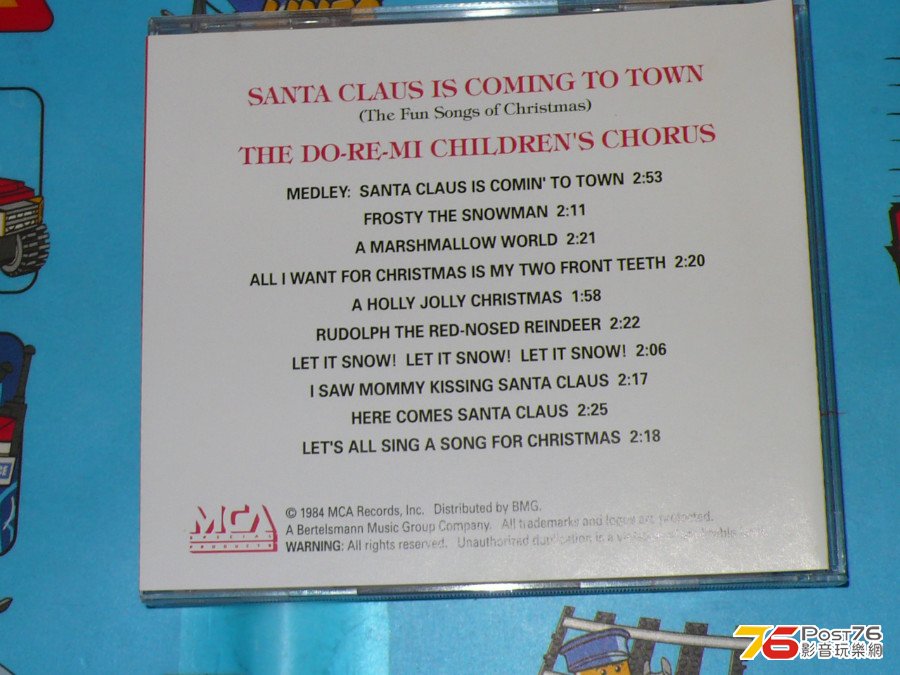 SANTA CLAUS IS COMING TO TOWN
(The Fun Songs of Christmas)
THE DO-RE-MI CHILDREN'S CHORUS
MEDLEY: SANTA CLAUS IS COMIN' TO TOWN 2:53
FROSTY THE SNOWMAN 2:11
A MARSHMALLOW WORLD 2:21
ALL I WANT FOR CHRISTMAS IS MY TWO FRONT TEETH 2:20
A HOLLY JOLLY CHRISTMAS 1:58
RUDOLPH THE RED-NOSED REINDEER 2:22
LET IT SNOW! LET IT SNOW! LET IT SNOW! 2:06
I SAW MOMMY KISSING SANTA CLAUS 2:17
HERE COMES SANTA CLAUS 2:25
LET'S ALL SING A SONG FOR CHRISTMAS 2:18
MCA
SPECIAL
PRODUCTS
© 1984 MCA Records, Inc. Distributed by BMG.
A Bertelsmann Music Group Company. All trademarks and logos are protected.
WARNING: All rights reserved. Unauthorized duplication is a
76 Post76
影音玩樂網